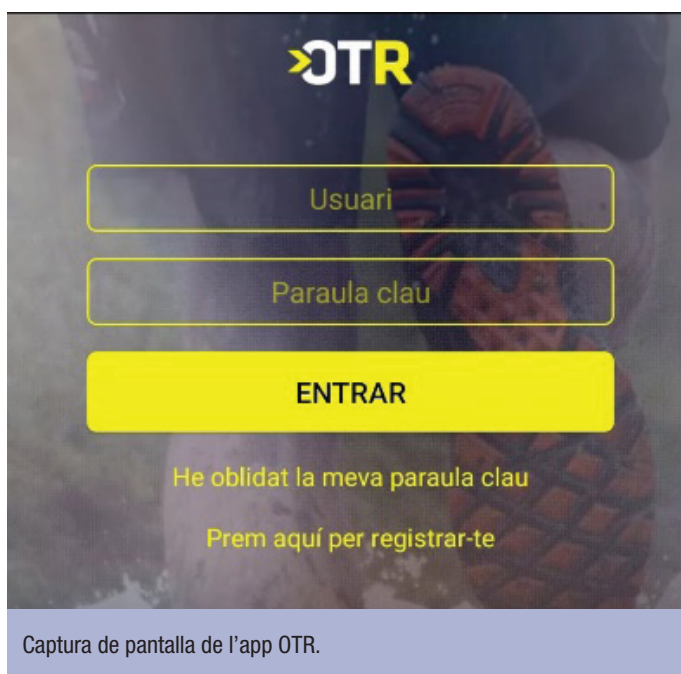 OTR
Usuari
Paraula clau
ENTRAR
He oblidat la meva paraula clau
Prem aquí per registrar-te
Captura de pantalla de l'app OTR.